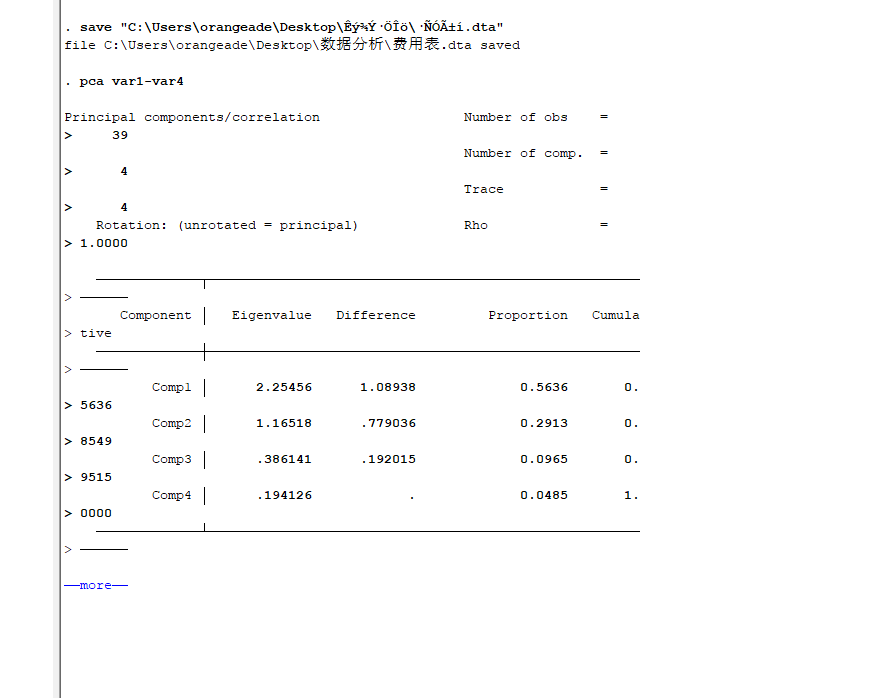 . save "C:\Users\orangeade\Desktop\Êý¾Ý·ÖÎö\·ÑÓÃ±í.dta"
file C:\Users\orangeade\Desktop\数据分析\费用表.dta saved
. pca var1-var4
Principal components/correlation Number of obs =
> 39
Number of comp. =
> 4
Trace =
> 4
Rotation: (unrotated = principal) Rho =
> 1.0000
>
Component Eigenvalue Difference Proportion Cumula
> tive
>
Comp1 2.25456 1.08938 0.5636 0.
> 5636
Comp2 1.16518 .779036 0.2913 0.
> 8549
Comp3 .386141 .192015 0.0965 0.
> 9515
Comp4 .194126 . 0.0485 1.
> 0000
>
—more—